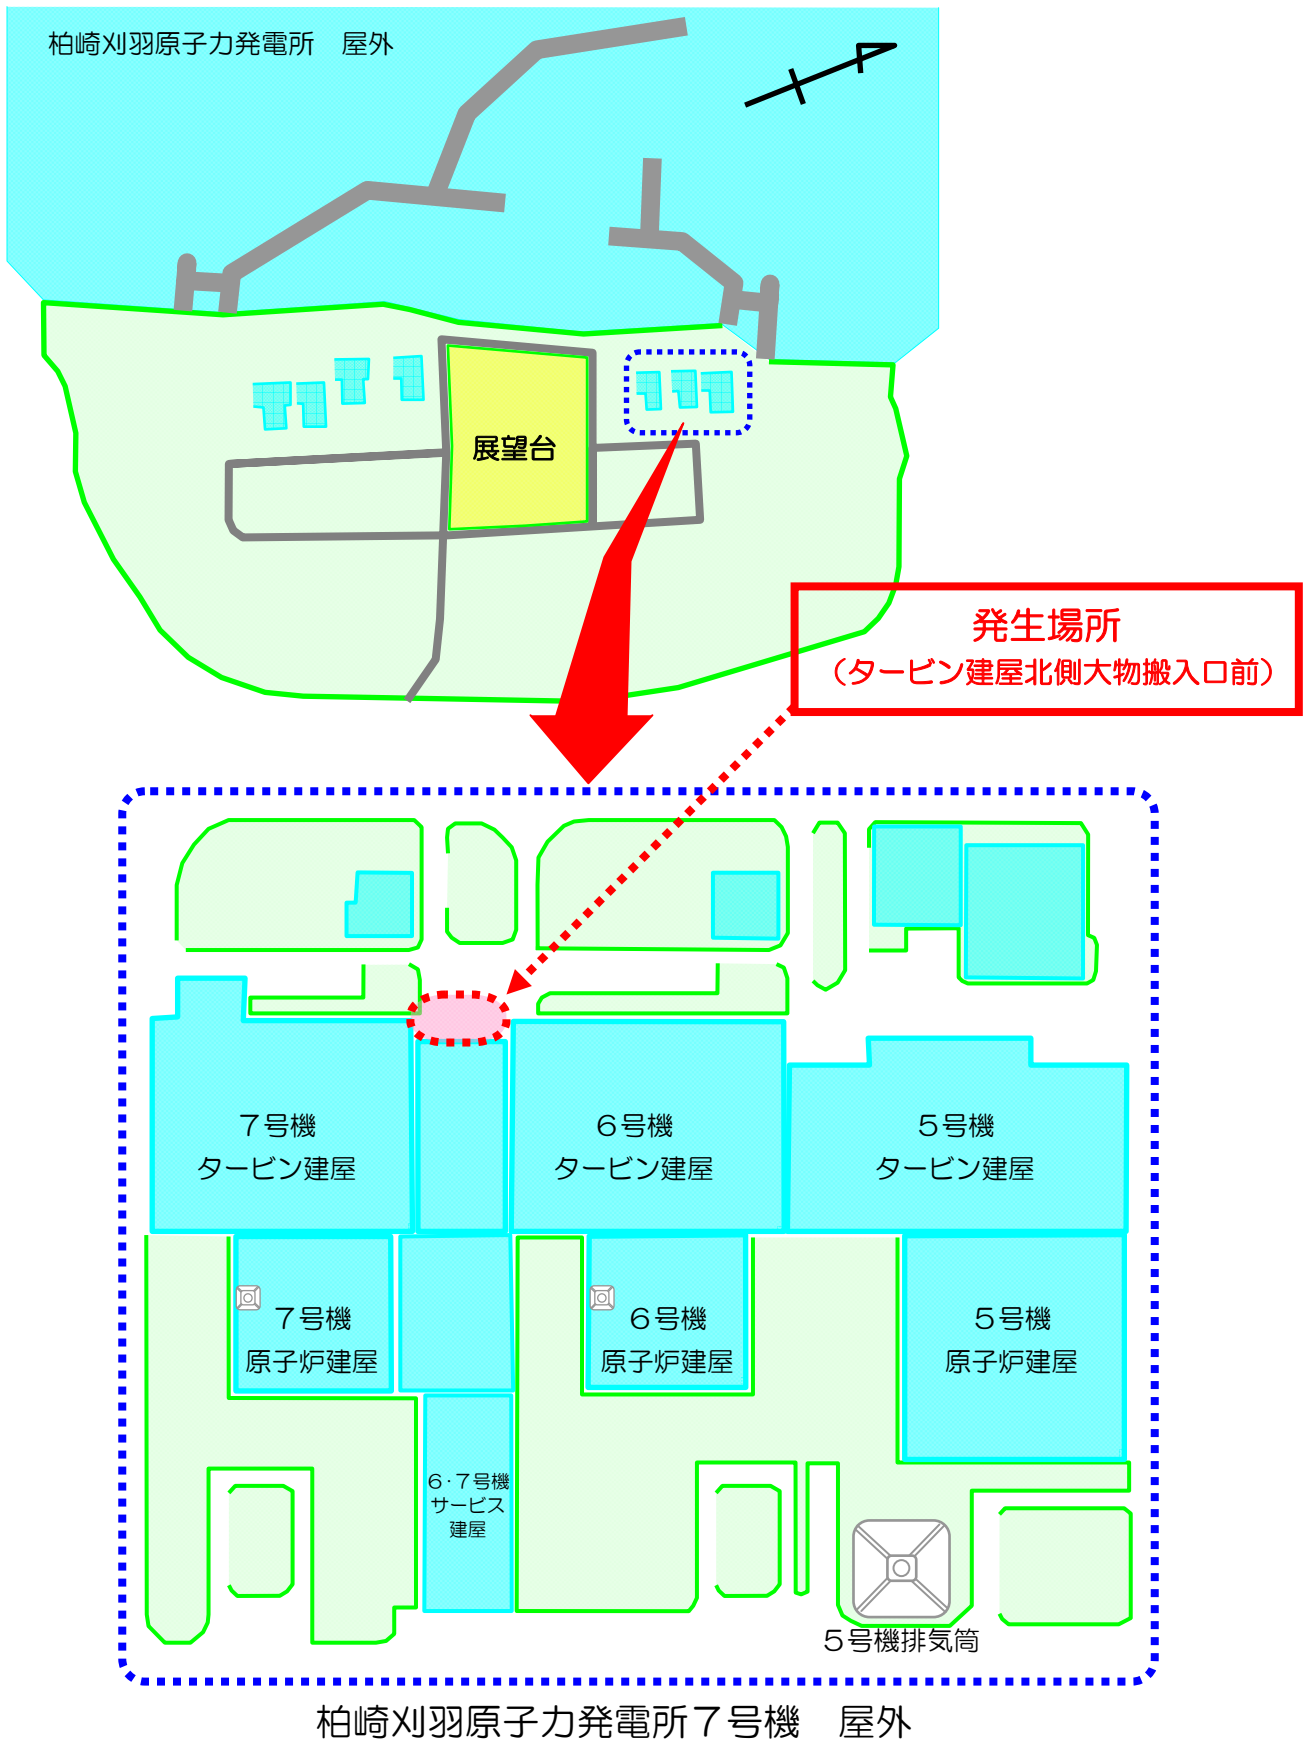 柏崎刈羽原子力発電所　屋外
展望台
発生場所
（タービン建屋北側大物搬入口前）
７号機
タービン建屋
６号機
タービン建屋
５号機
タービン建屋
７号機
原子炉建屋
６号機
原子炉建屋
５号機
原子炉建屋
６・７号機
サービス
建屋
５号機排気筒
柏崎刈羽原子力発電所７号機　屋外